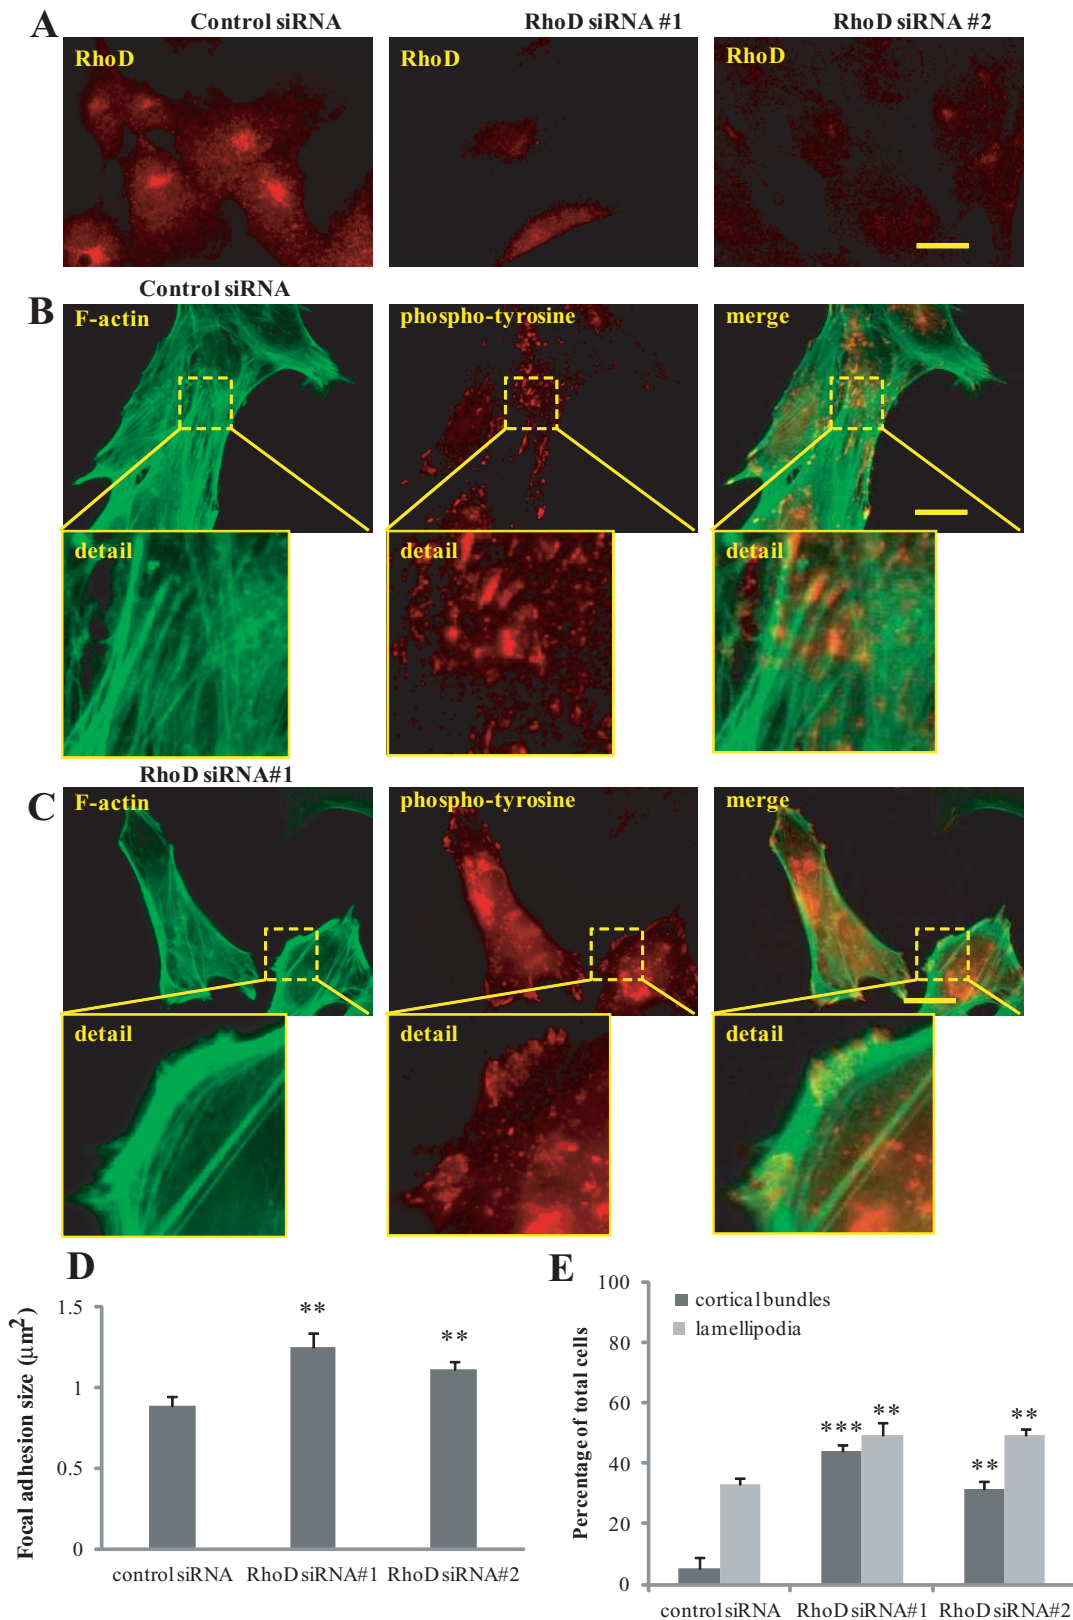 A
Control siRNA
RhoD siRNA #1
RhoD siRNA #2
RhoD
RhoD
RhoD
Control siRNA
B
F-actin
phospho-tyrosine
merge
detail
detail
detail
RhoD siRNA#1
C
F-actin
phospho-tyrosine
merge
detail
detail
detail
D
Focal adhesion size (µm²)
1.5
1
0.5
0
**
**
control siRNA
RhoD siRNA#1
RhoD siRNA#2
E
Percentage of total cells
100
80
60
40
20
0
cortical bundles
lamellipodia
***
**
**
**
control siRNA
RhoD siRNA#1
RhoD siRNA#2